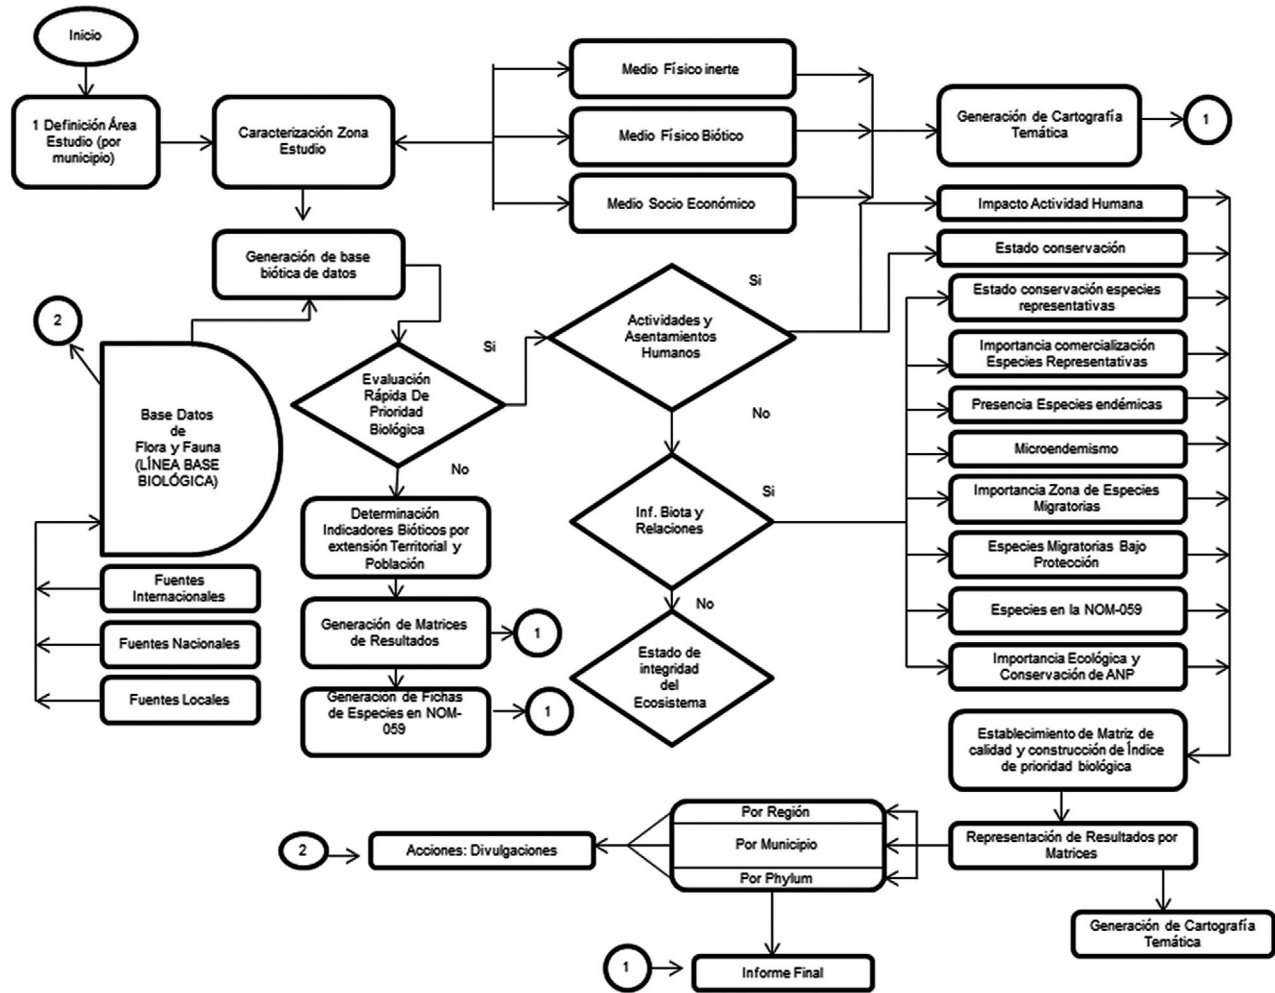 Inicio
1 Definición Área
Estudio (por
municipio)
Caracterización Zona
Estudio
Medio Físico inerte
Medio Físico Biótico
Medio Socio Económico
Generación de Cartografía
Temática
1
Generación de base
biótica de datos
2
Base Datos
de
Flora y Fauna
(LÍNEA BASE
BIOLÓGICA)
Fuentes
Internacionales
Fuentes Nacionales
Fuentes Locales
Evaluación
Rápida De
Prioridad
Biológica
Si
No
Determinación
Indicadores Bióticos por
extensión Territorial y
Población
Generación de Matrices
de Resultados
1
Generación de Fichas
de Especies en NOM-
059
1
Actividades y
Asentamientos
Humanos
Si
No
Inf. Biota y
Relaciones
Si
No
Estado de
integridad
del
Ecosistema
Impacto Actividad Humana
Estado conservación
Estado conservación especies
representativas
Importancia comercialización
Especies Representativas
Presencia Especies endémicas
Microendemismo
Importancia Zona de Especies
Migratorias
Especies Migratorias Bajo
Protección
Especies en la NOM-059
Importancia Ecológica y
Conservación de ANP
Establecimiento de Matriz de
calidad y construcción de Índice
de prioridad biológica
Representación de Resultados por
Matrices
Generación de Cartografía
Temática
Por Región
Por Municipio
Por Phylum
Acciones: Divulgaciones
2
1
Informe Final